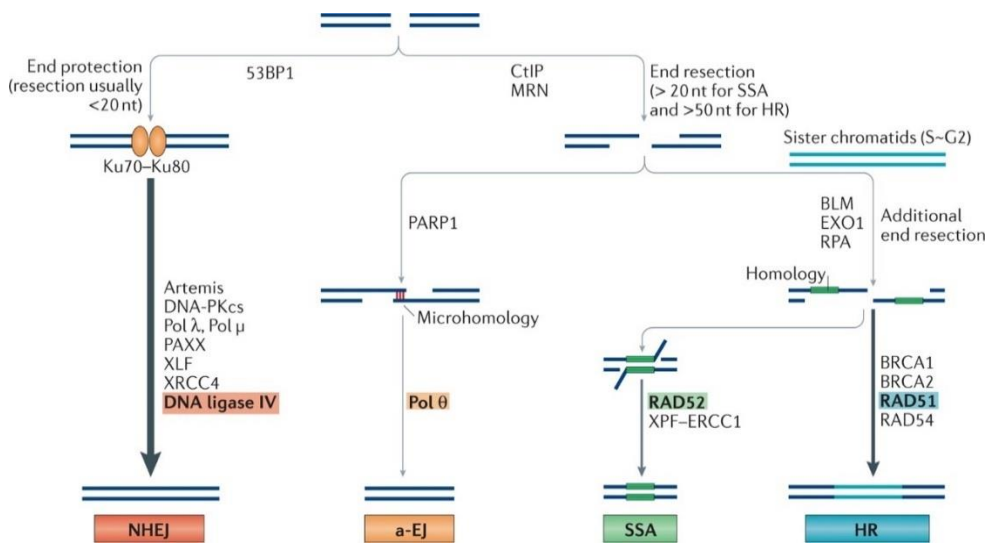 End protection
(resection usually
<20 nt)
53BP1
CtIP
MRN
End resection
(> 20 nt for SSA
and >50 nt for HR)
Ku70–Ku80
Sister chromatids (S~G2)
PARP1
BLM
EXO1
RPA
Additional
end resection
Homology
Microhomology
Artemis
DNA-PKcs
Pol λ, Pol μ
PAXX
XLF
XRCC4
DNA ligase IV
Pol θ
RAD52
XPF–ERCC1
BRCA1
BRCA2
RAD51
RAD54
NHEJ
a-EJ
SSA
HR